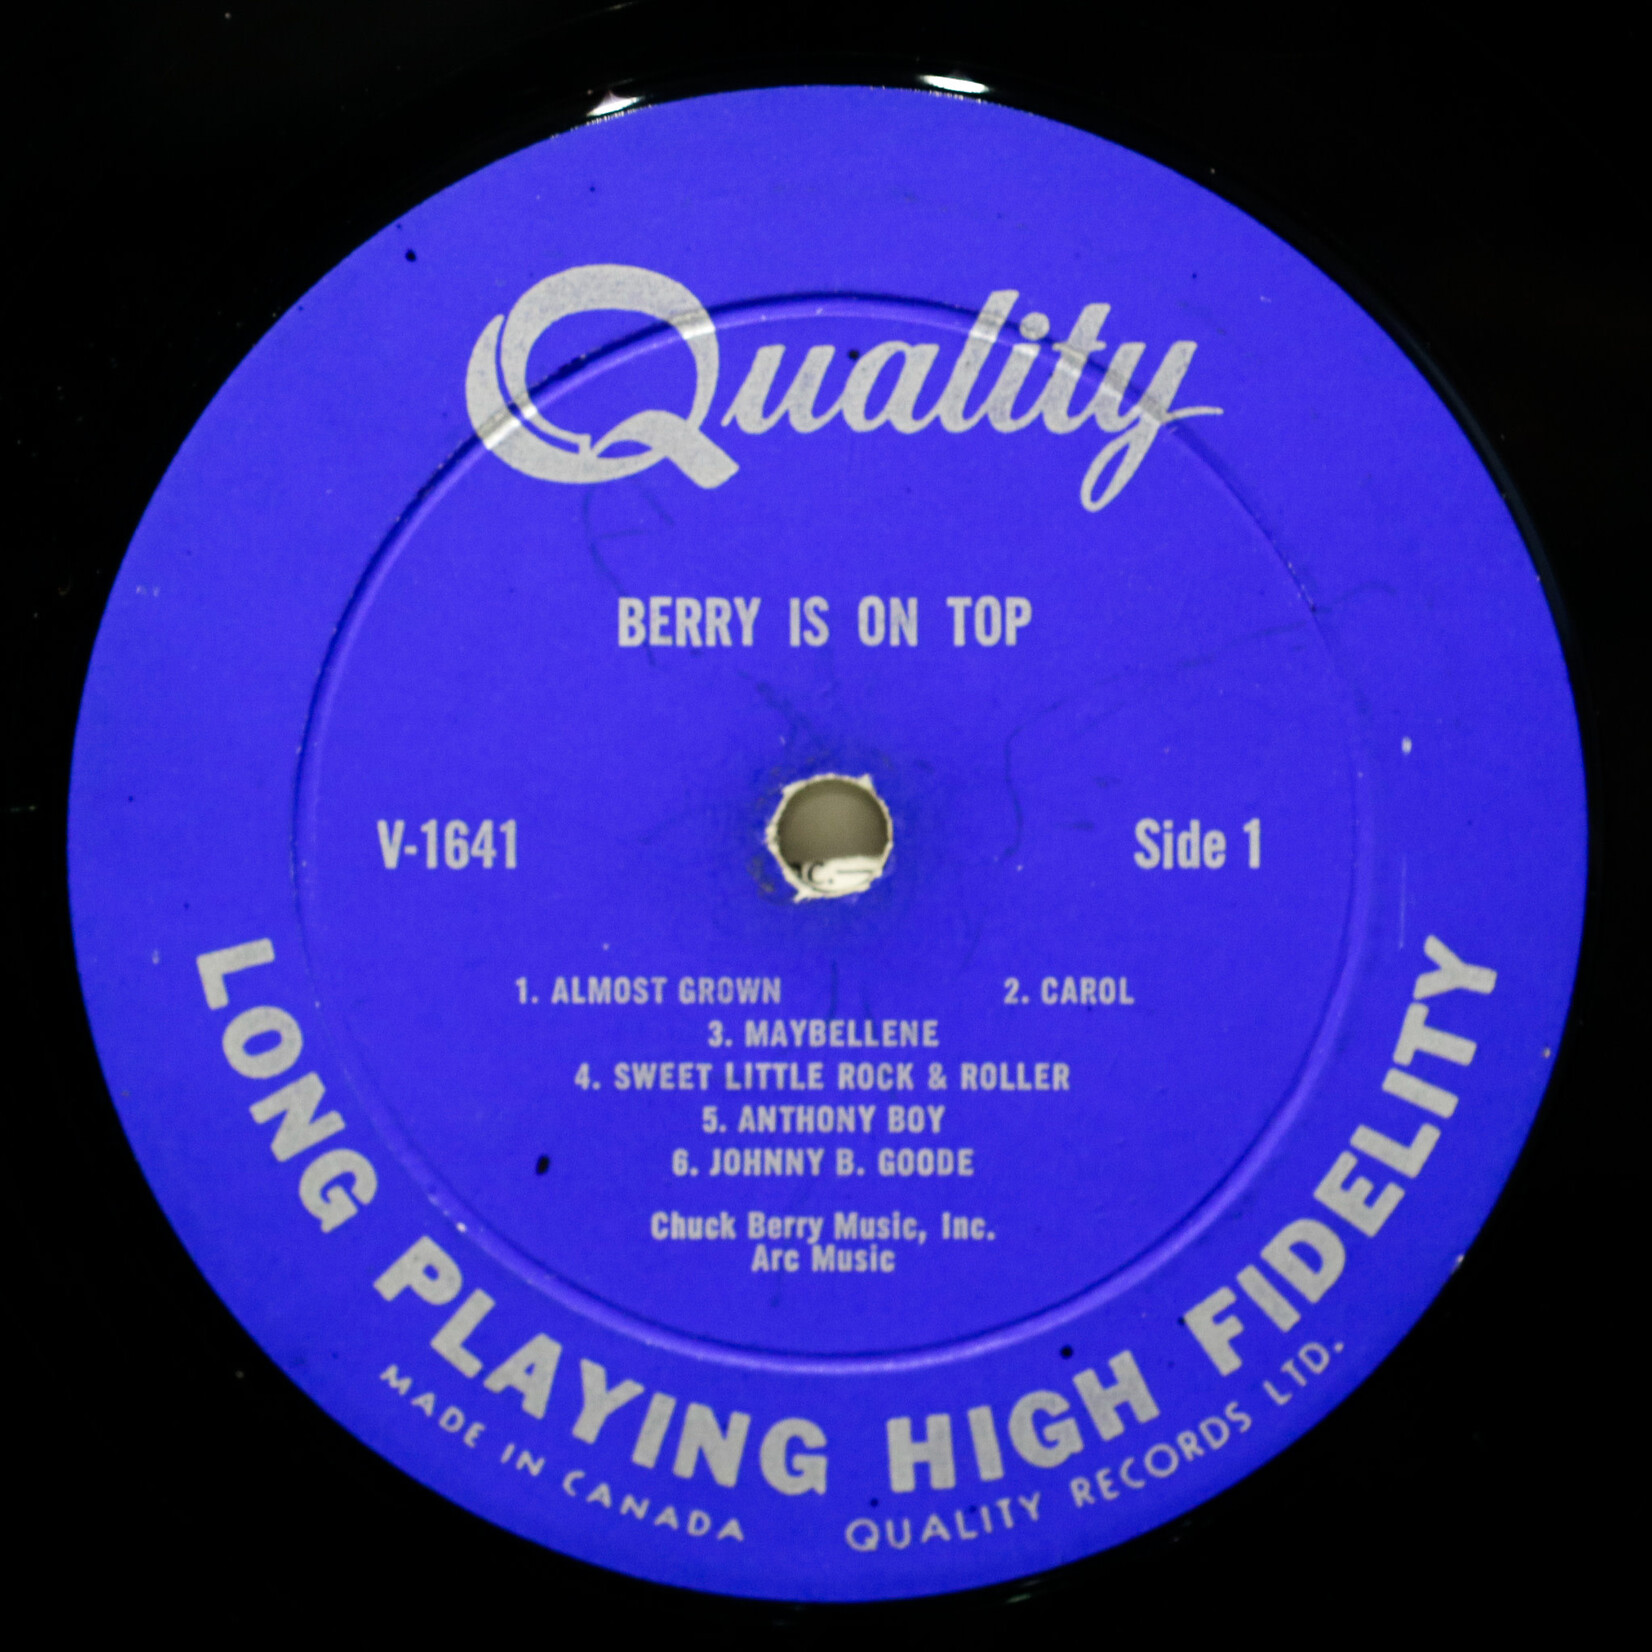 Quality
BERRY IS ON TOP
V-1641
Side 1
1. ALMOST GROWN 2. CAROL
3. MAYBELLENE
4. SWEET LITTLE ROCK & ROLLER
5. ANTHONY BOY
6. JOHNNY B. GOODE
Chuck Berry Music, Inc.
Arc Music
LONG PLAYING HIGH FIDELITY
MADE IN CANADA QUALITY RECORDS LTD.